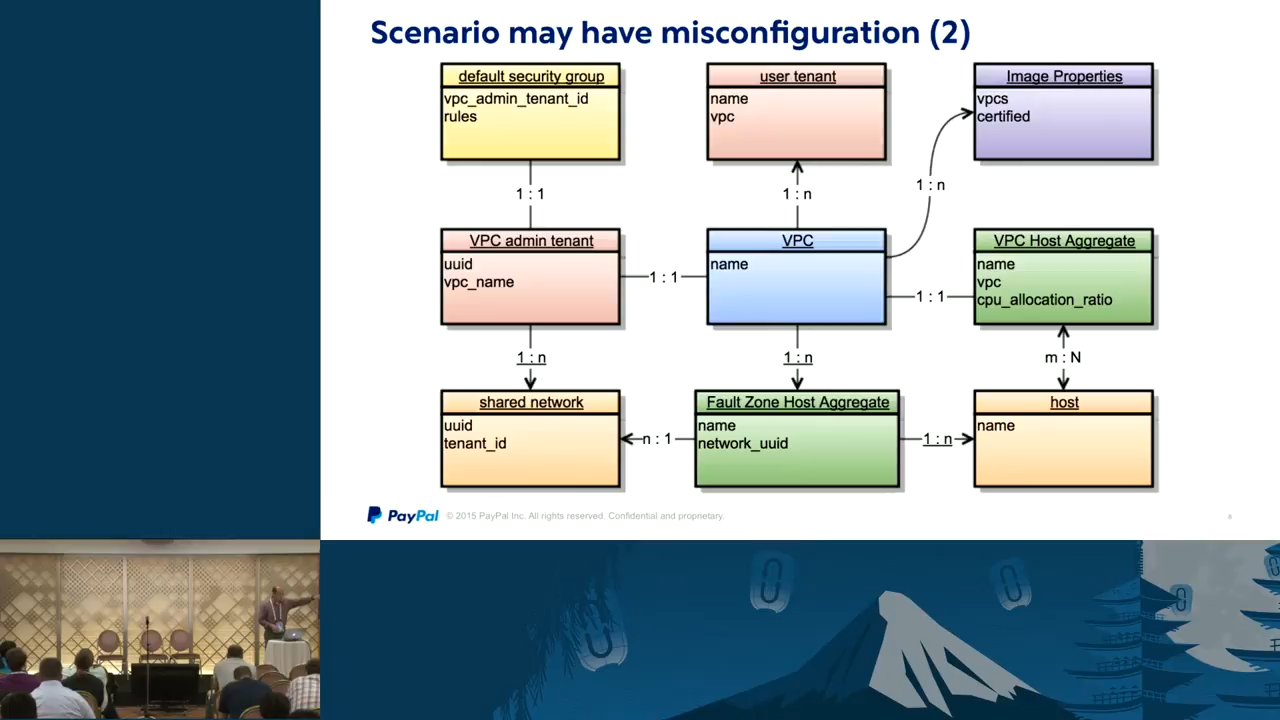 Scenario may have misconfiguration (2)
default security group
vpc_admin_tenant_id
rules
user tenant
name
vpc
Image Properties
vpcs
certified
1 : 1
1 : n
1 : n
VPC admin tenant
uuid
vpc_name
1 : 1
VPC
name
1 : 1
VPC Host Aggregate
name
vpc
cpu_allocation_ratio
1 : n
1 : n
m : N
shared network
uuid
tenant_id
n : 1
Fault Zone Host Aggregate
name
network_uuid
1 : n
host
name
PayPal © 2015 PayPal Inc. All rights reserved. Confidential and proprietary.